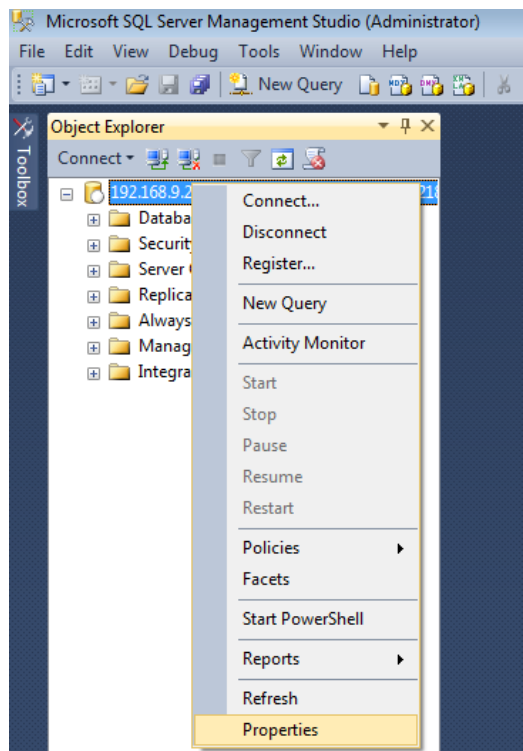 Microsoft SQL Server Management Studio (Administrator)
File Edit View Debug Tools Window Help
New Query
Toolbox
Object Explorer
Connect
192.168.9.2
Databa
Security
Server
Replica
Always
Manag
Integra
Connect...
Disconnect
Register...
New Query
Activity Monitor
Start
Stop
Pause
Resume
Restart
Policies
Facets
Start PowerShell
Reports
Refresh
Properties